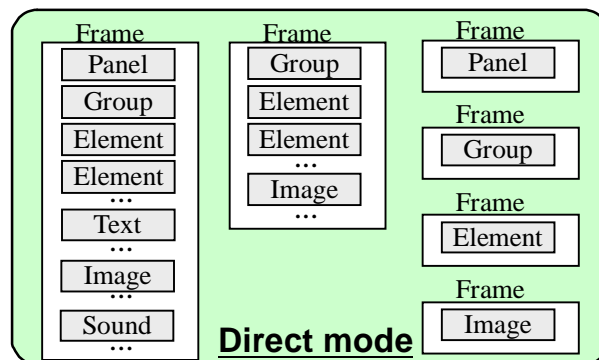 Frame
Panel
Group
Element
Element
...
Text
...
Image
...
Sound
...
Frame
Group
Element
Element
...
Image
...
Frame
Panel
Frame
Group
Frame
Element
Frame
Image
Direct mode